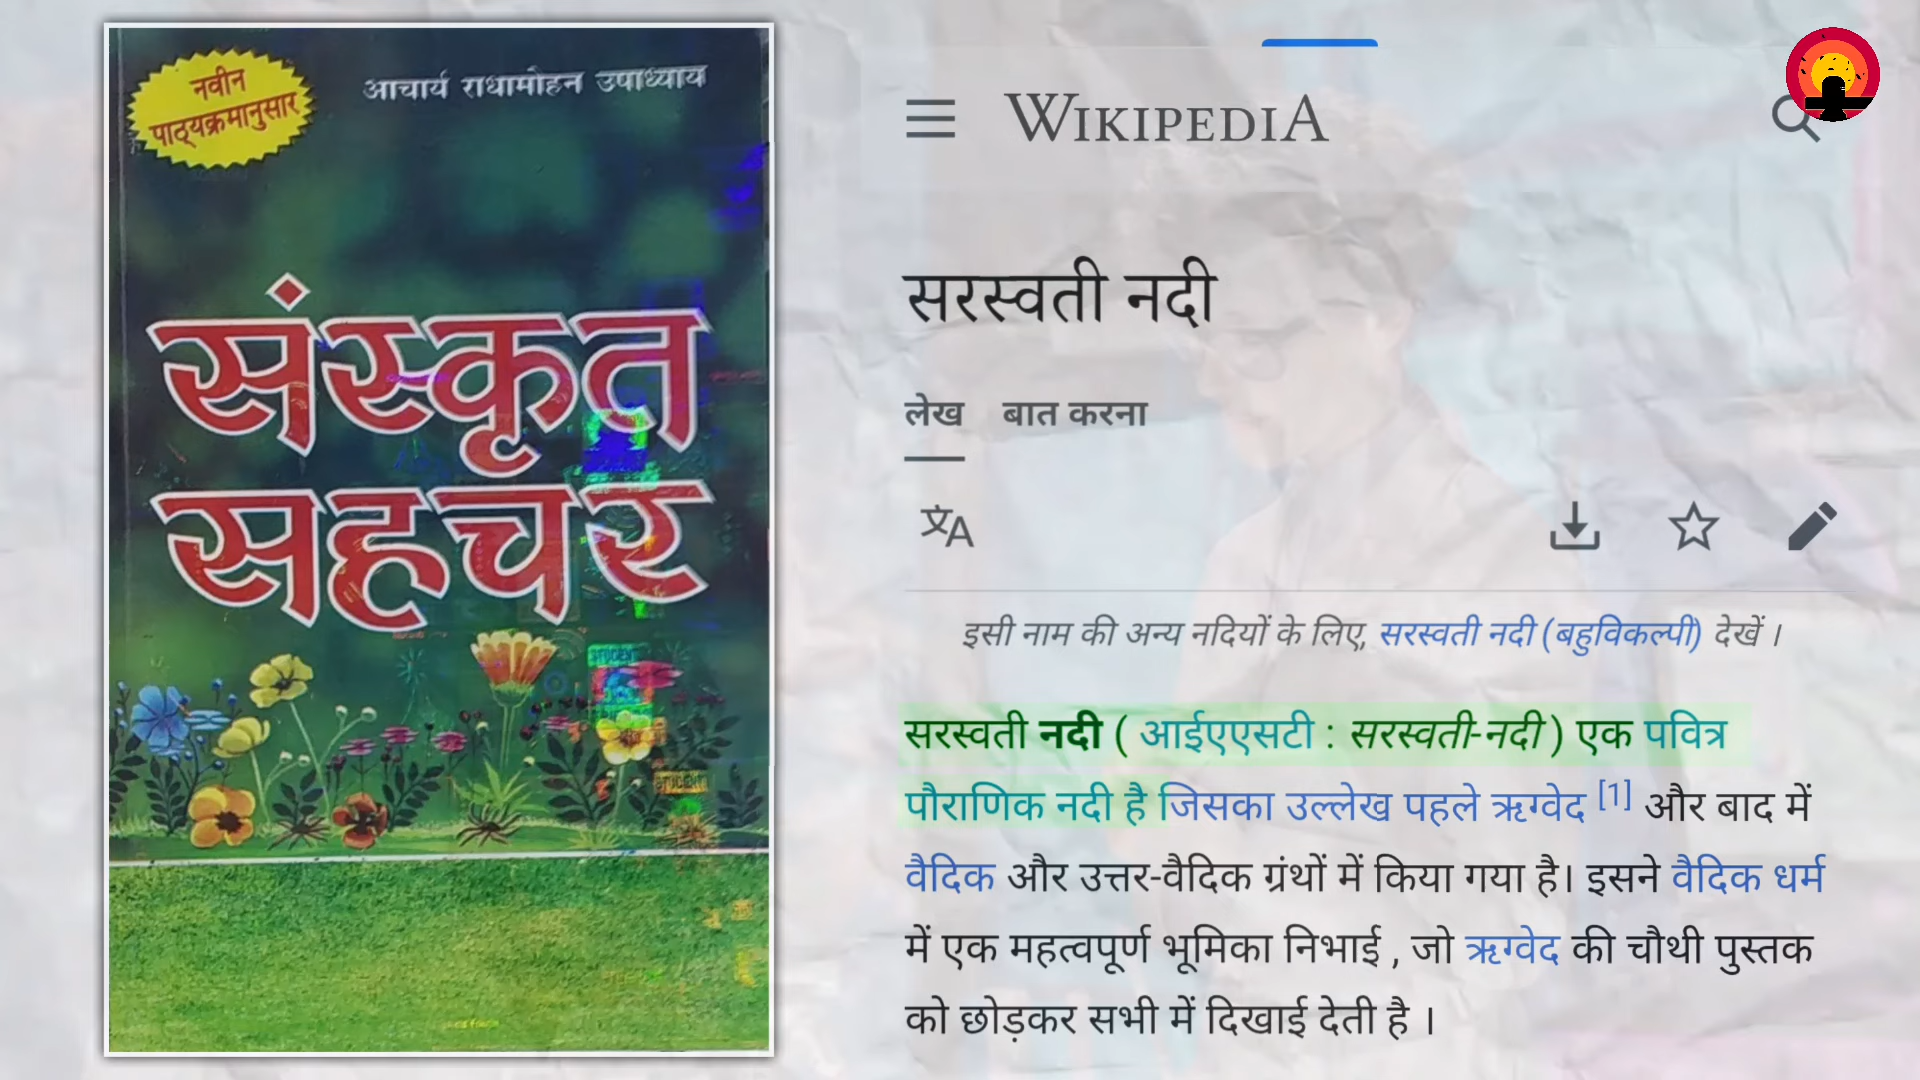 नवीन
पाठ्यक्रमानुसार
आचार्य राधामोहन उपाध्याय
संस्कृत
सहचर
STUDENT
WIKIPEDIA
सरस्वती नदी
लेख बात करना
इसी नाम की अन्य नदियों के लिए, सरस्वती नदी (बहुविकल्पी) देखें ।
सरस्वती नदी ( आईएएसटी : सरस्वती-नदी ) एक पवित्र
पौराणिक नदी है जिसका उल्लेख पहले ऋग्वेद [1] और बाद में
वैदिक और उत्तर-वैदिक ग्रंथों में किया गया है। इसने वैदिक धर्म
में एक महत्वपूर्ण भूमिका निभाई , जो ऋग्वेद की चौथी पुस्तक
को छोड़कर सभी में दिखाई देती है ।